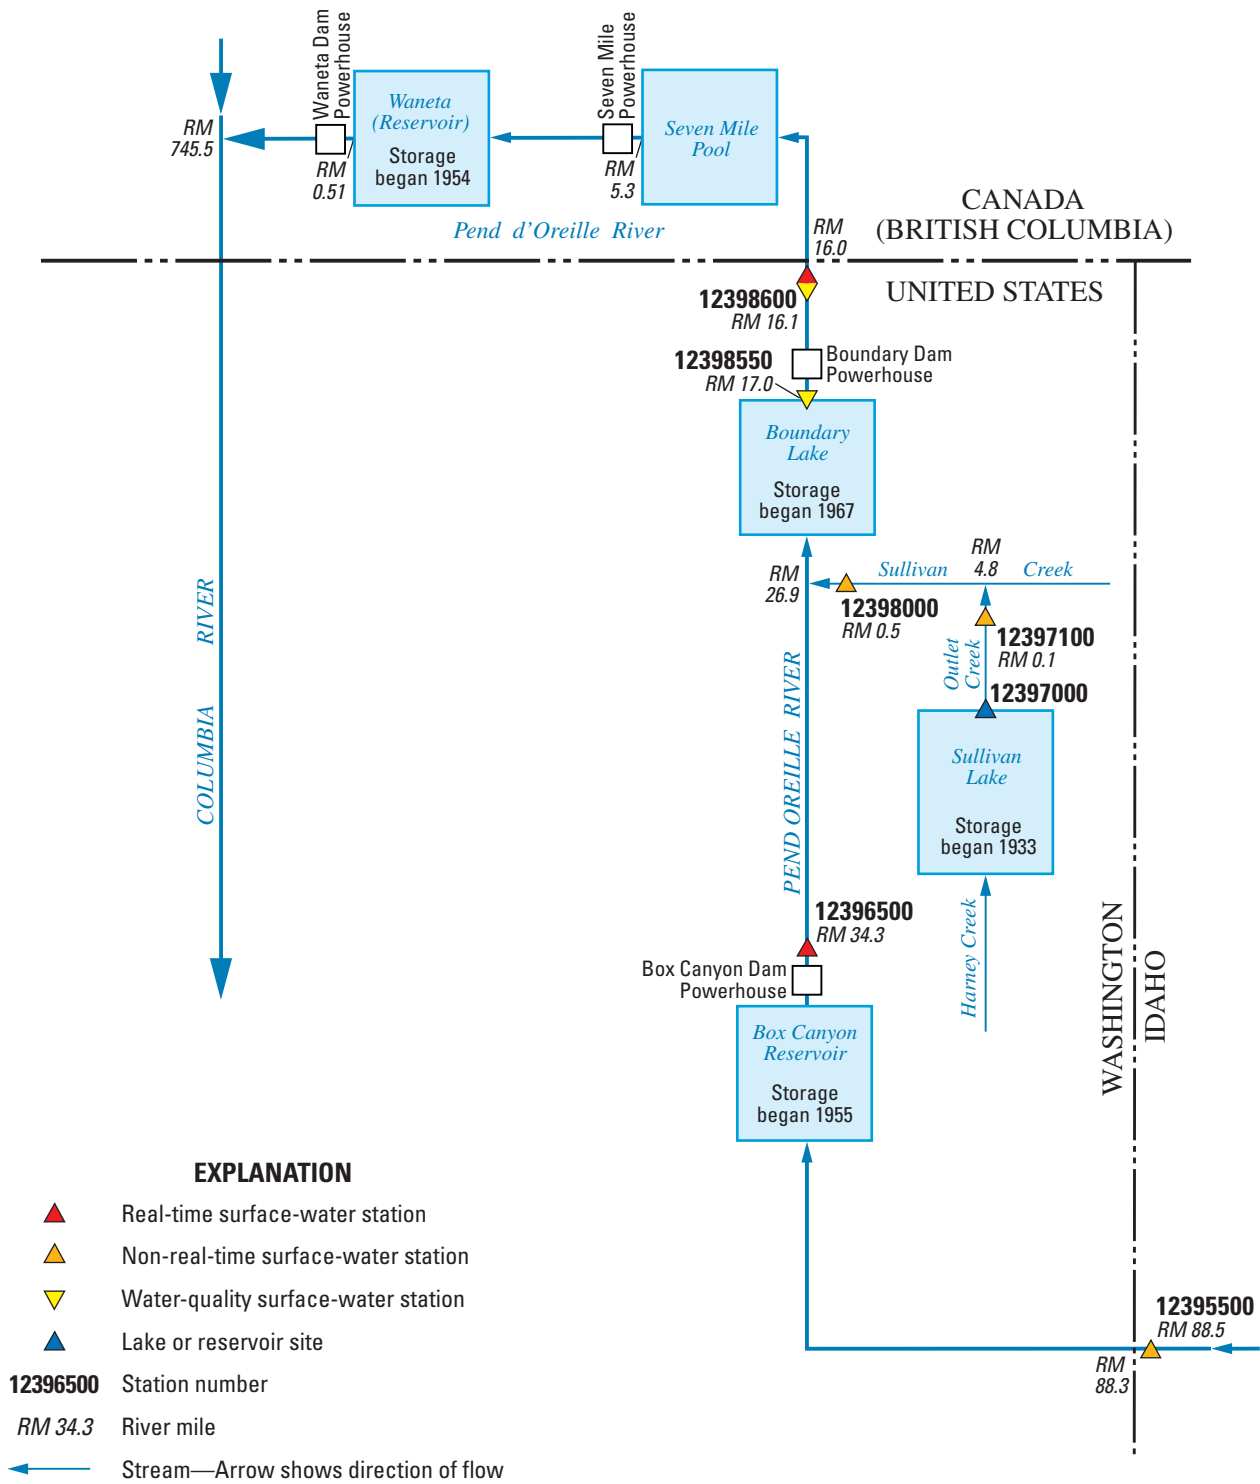 Waneta Dam
Powerhouse
Seven Mile
Powerhouse
RM
745.5
Waneta
(Reservoir)
Storage
began 1954
RM
0.51
Seven Mile
Pool
RM
5.3
Pend d'Oreille River
RM
16.0
CANADA
(BRITISH COLUMBIA)
UNITED STATES
12398600
RM 16.1
12398550
RM 17.0
Boundary Dam
Powerhouse
Boundary
Lake
Storage
began 1967
RM
26.9
Sullivan Creek
RM
4.8
12398000
RM 0.5
12397100
RM 0.1
Outlet
Creek
12397000
Sullivan
Lake
Storage
began 1933
Harney Creek
COLUMBIA RIVER
PEND OREILLE RIVER
12396500
RM 34.3
Box Canyon Dam
Powerhouse
Box Canyon
Reservoir
Storage
began 1955
WASHINGTON
IDAHO
12395500
RM 88.5
RM
88.3
EXPLANATION
Real-time surface-water station
Non-real-time surface-water station
Water-quality surface-water station
Lake or reservoir site
12396500 Station number
RM 34.3 River mile
Stream—Arrow shows direction of flow